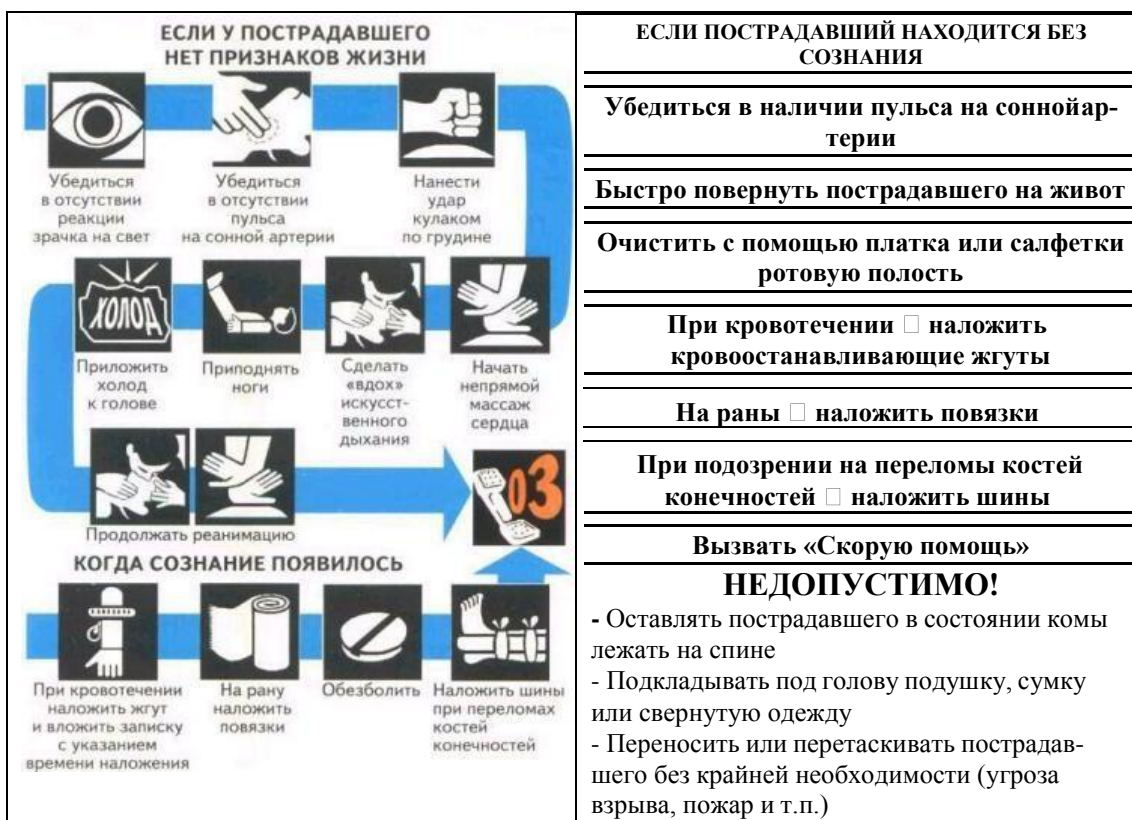 ЕСЛИ У ПОСТРАДАВШЕГО
НЕТ ПРИЗНАКОВ ЖИЗНИ
Убедиться
в отсутствии
реакции
зрачка на свет
Убедиться
в отсутствии
пульса
на сонной артерии
Нанести
удар
кулаком
по грудине
ХОЛОД
Приложить
холод
к голове
Приподнять
ноги
Сделать
«вдох»
искусст-
венного
дыхания
Начать
непрямой
массаж
сердца
Продолжать реанимацию
03
КОГДА СОЗНАНИЕ ПОЯВИЛОСЬ
При кровотечении
наложить жгут
и вложить записку
с указанием
времени наложения
На рану
наложить
повязки
Обезболить
Наложить шины
при переломах
костей
конечностей
ЕСЛИ ПОСТРАДАВШИЙ НАХОДИТСЯ БЕЗ
СОЗНАНИЯ
Убедиться в наличии пульса на соннойар-
терии
Быстро повернуть пострадавшего на живот
Очистить с помощью платка или салфетки
ротовую полость
При кровотечении □ наложить
кровоостанавливающие жгуты
На раны □ наложить повязки
При подозрении на переломы костей
конечностей □ наложить шины
Вызвать «Скорую помощь»
НЕДОПУСТИМО!
- Оставлять пострадавшего в состоянии комы
лежать на спине
- Подкладывать под голову подушку, сумку
или свернутую одежду
- Переносить или перетаскивать пострадав-
шего без крайней необходимости (угроза
взрыва, пожар и т.п.)